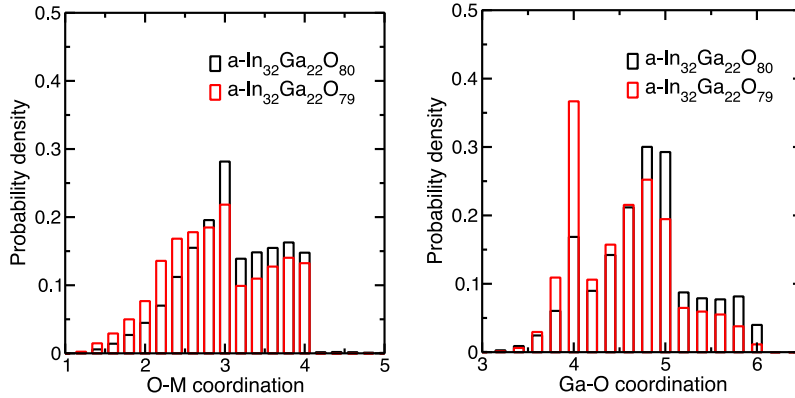 0.5
0.4
0.3
0.2
0.1
0
Probability density
a-In₃₂Ga₂₂O₈₀
a-In₃₂Ga₂₂O₇₉
1 2 3 4 5
O-M coordination
0.5
0.4
0.3
0.2
0.1
0
Probability density
a-In₃₂Ga₂₂O₈₀
a-In₃₂Ga₂₂O₇₉
3 4 5 6
Ga-O coordination